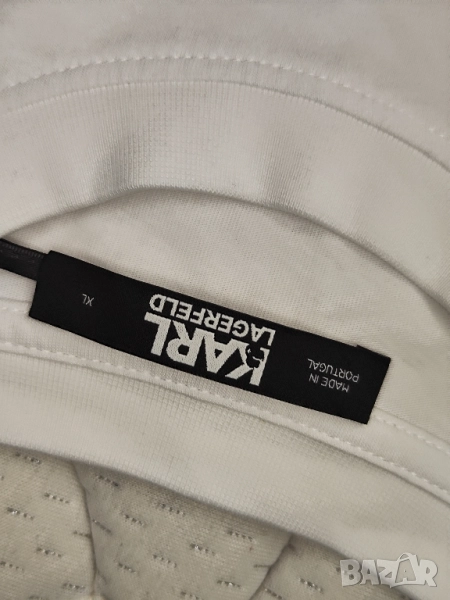 KARL
LAGERFELD
MADE IN
PORTUGAL
XL
BAZAR